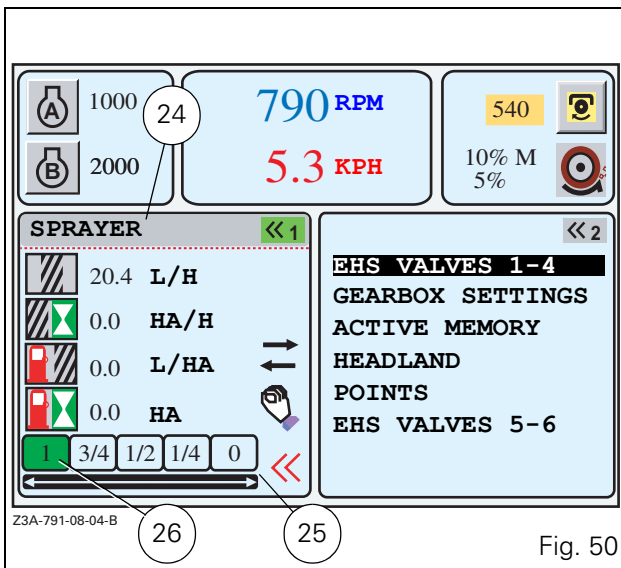 A 1000
B 2000
24
790 RPM
5.3 KPH
540
10% M
5%
SPRAYER
1
20.4 L/H
0.0 HA/H
0.0 L/HA
0.0 HA
1 3/4 1/2 1/4 0
2
EHS VALVES 1-4
GEARBOX SETTINGS
ACTIVE MEMORY
HEADLAND
POINTS
EHS VALVES 5-6
Z3A-791-08-04-B
26
25
Fig. 50